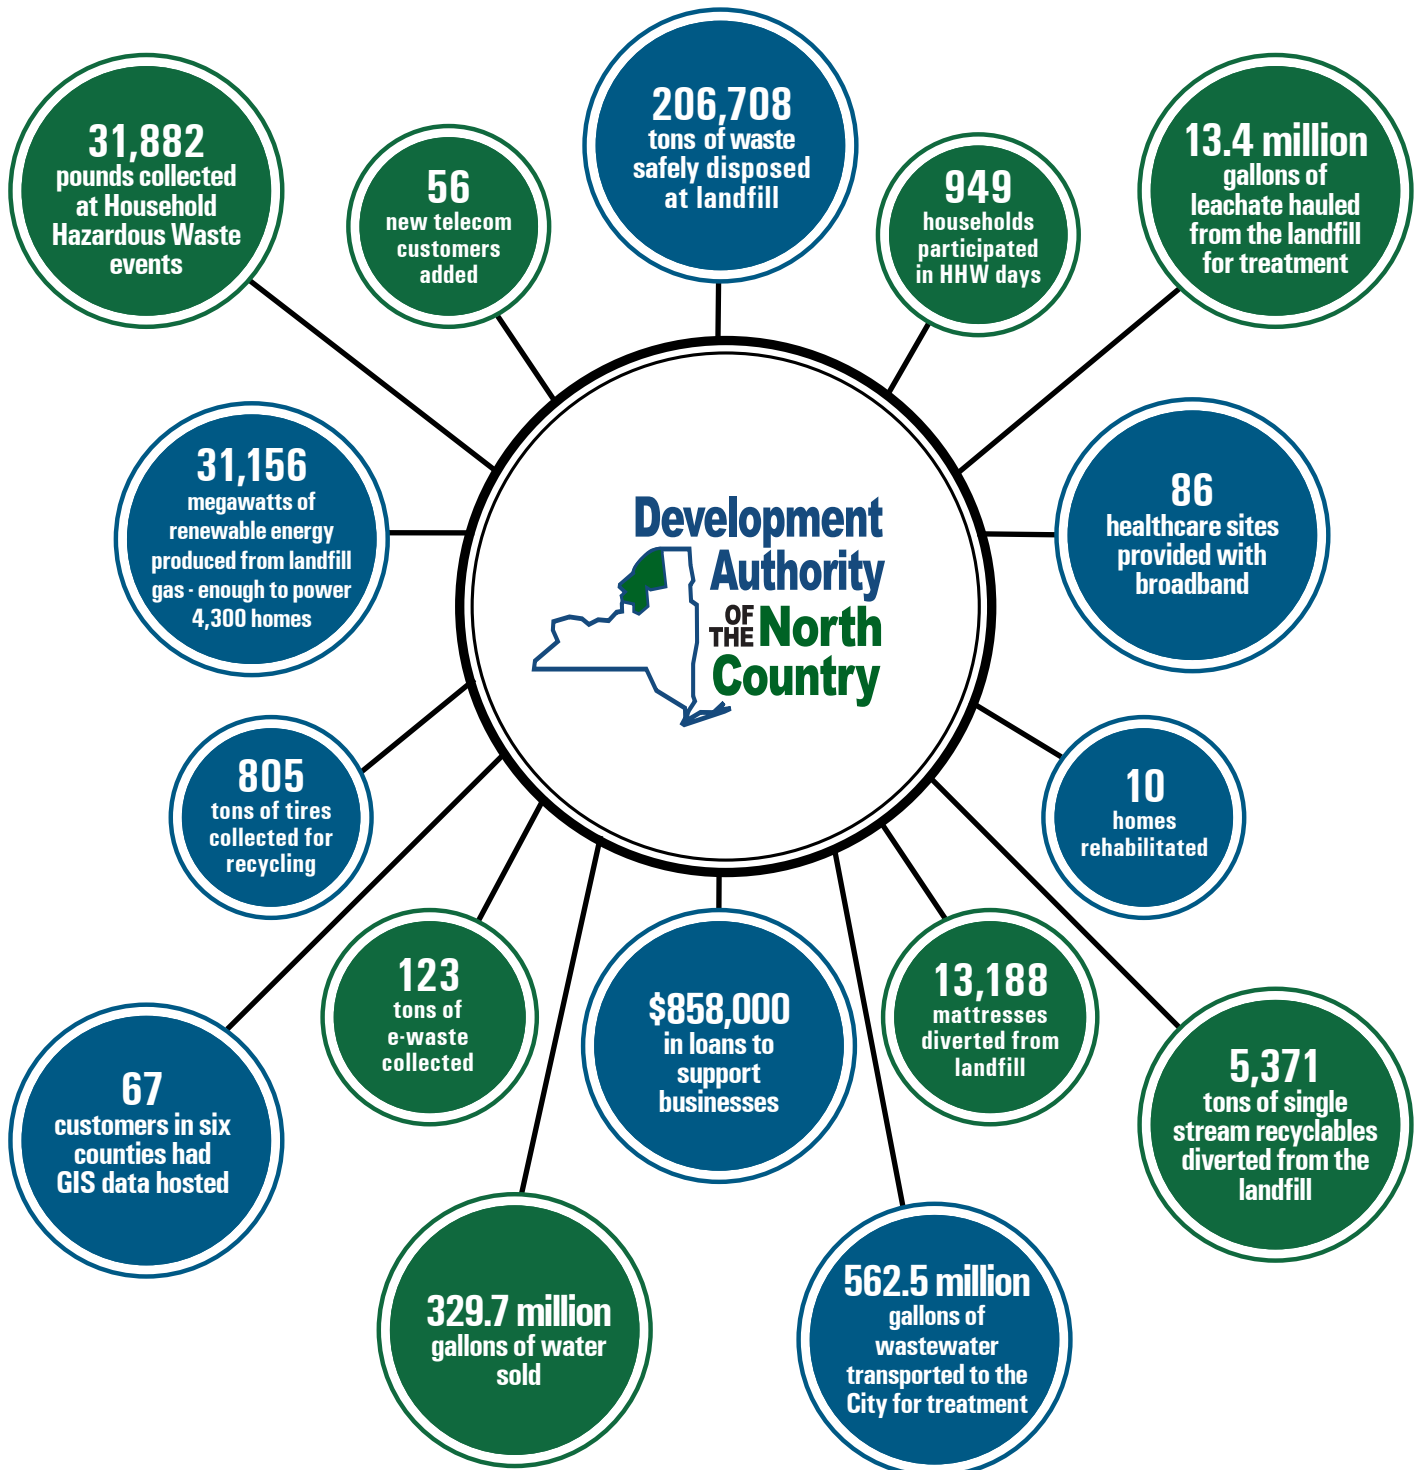 31,882
pounds collected
at Household
Hazardous Waste
events
56
new telecom
customers
added
206,708
tons of waste
safely disposed
at landfill
949
households
participated
in HHW days
13.4 million
gallons of
leachate hauled
from the landfill
for treatment
31,156
megawatts of
renewable energy
produced from landfill
gas - enough to power
4,300 homes
Development
Authority
OF
THE North
Country
86
healthcare sites
provided with
broadband
805
tons of tires
collected for
recycling
10
homes
rehabilitated
67
customers in six
counties had
GIS data hosted
123
tons of
e-waste
collected
$858,000
in loans to
support
businesses
13,188
mattresses
diverted from
landfill
5,371
tons of single
stream recyclables
diverted from the
landfill
329.7 million
gallons of water
sold
562.5 million
gallons of
wastewater
transported to the
City for treatment